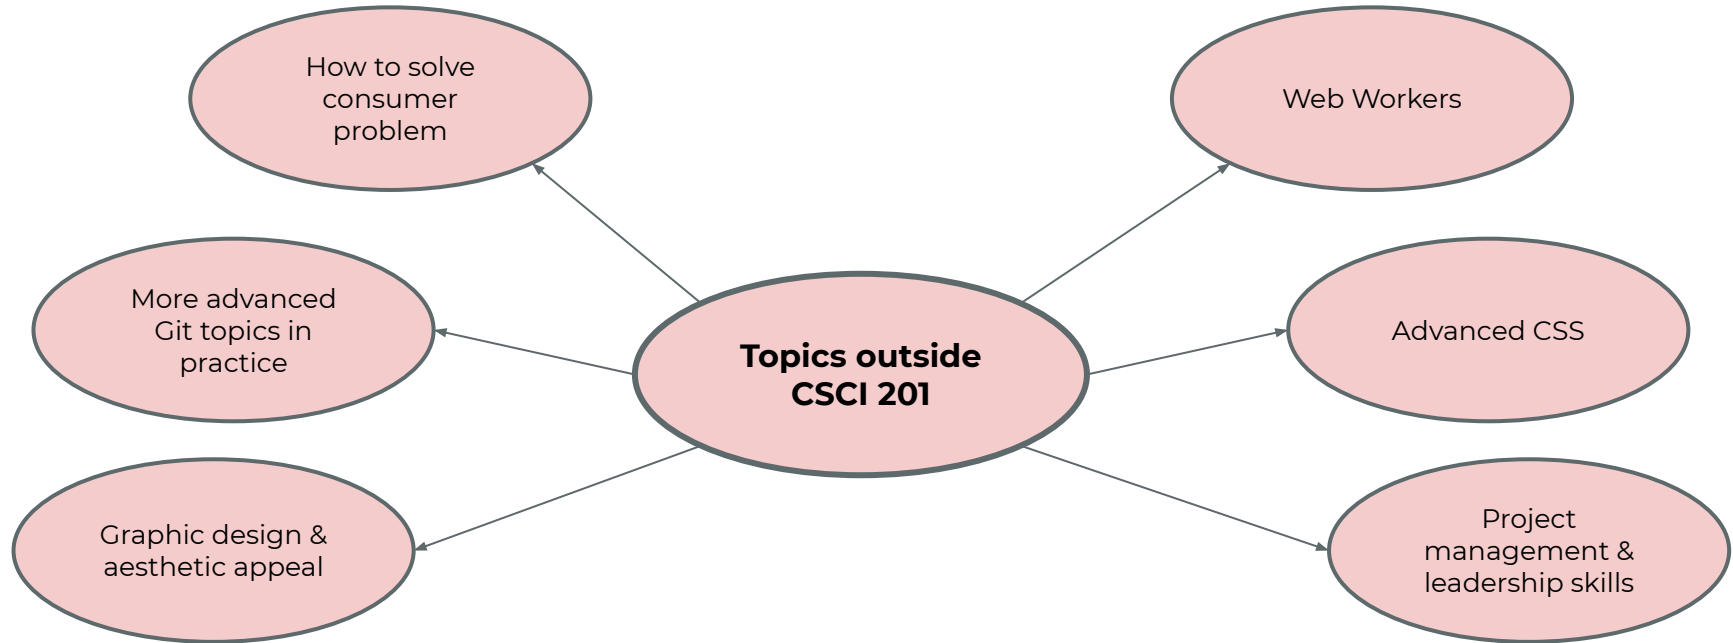 How to solve
consumer
problem
Web Workers
More advanced
Git topics in
practice
Topics outside
CSCI 201
Advanced CSS
Graphic design &
aesthetic appeal
Project
management &
leadership skills